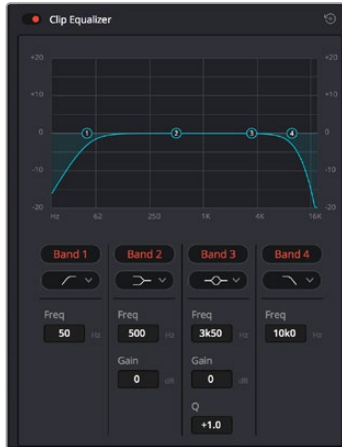 Clip Equalizer
+20 +20
+10 +10
0 0
-10 -10
-20 -20
Hz 62 250 1K 4K 16K
1 2 3 4
Band 1 Band 2 Band 3 Band 4
Freq Freq Freq Freq
50 Hz 500 Hz 3k50 Hz 10k0 Hz
Gain Gain
0 dB 0 dB
Q
+1.0